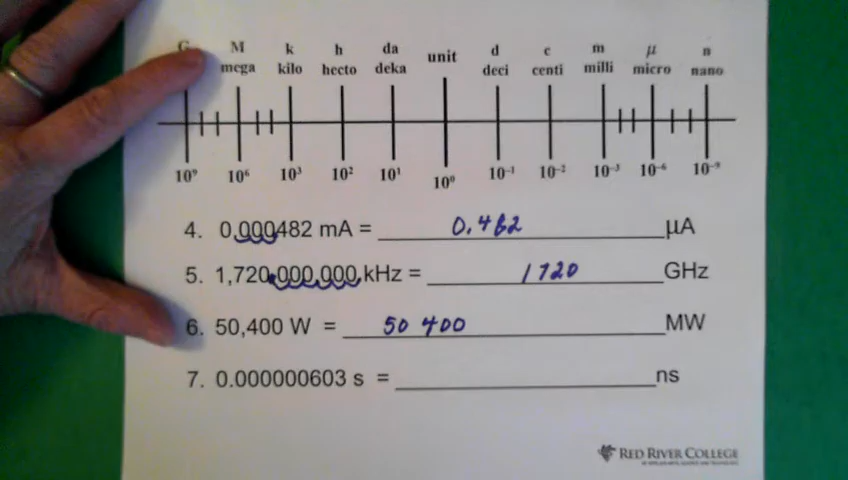 G M k h da unit d c m μ n
mega kilo hecto deka deci centi milli micro nano
10⁹ 10⁶ 10³ 10² 10¹ 10⁰ 10⁻¹ 10⁻² 10⁻³ 10⁻⁶ 10⁻⁹
4. 0.000482 mA = 0.482 μA
5. 1,720,000,000 kHz = 1720 GHz
6. 50,400 W = 50 400 MW
7. 0.000000603 s = ns
RED RIVER COLLEGE